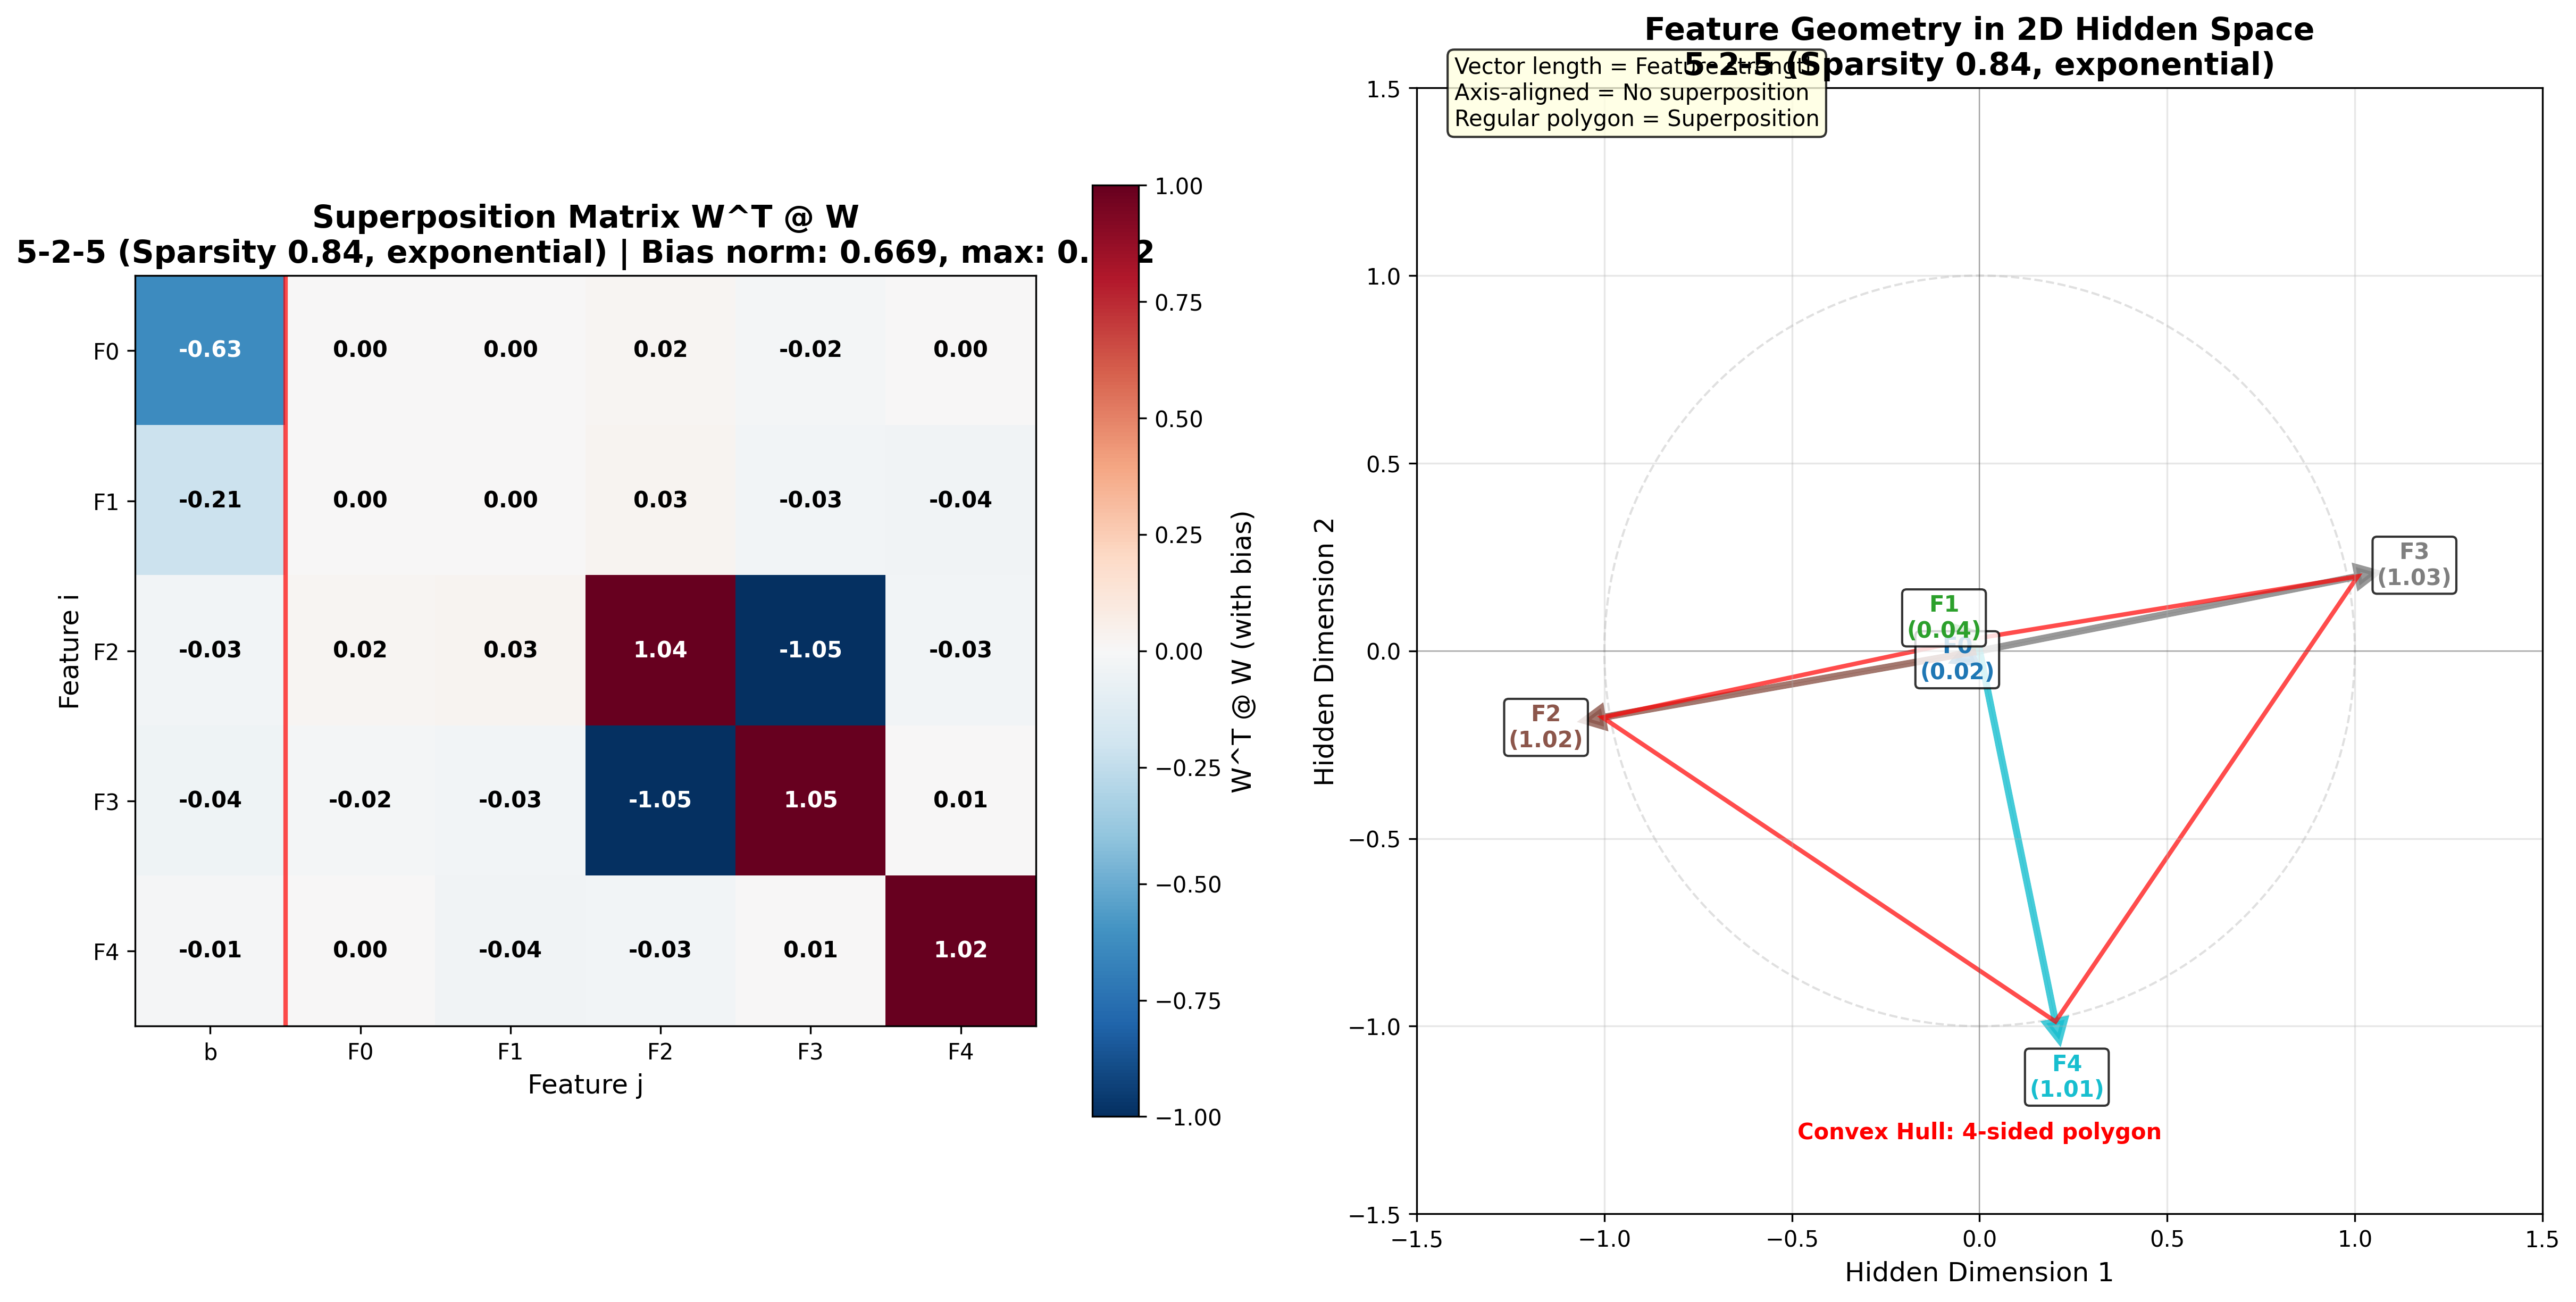 Superposition Matrix W^T @ W
5-2-5 (Sparsity 0.84, exponential) | Bias norm: 0.669, max: 0.
Feature i
F0
F1
F2
F3
F4
-0.63 0.00 0.00 0.02 -0.02 0.00
-0.21 0.00 0.00 0.03 -0.03 -0.04
-0.03 0.02 0.03 1.04 -1.05 -0.03
-0.04 -0.02 -0.03 -1.05 1.05 0.01
-0.01 0.00 -0.04 -0.03 0.01 1.02
b F0 F1 F2 F3 F4
Feature j
1.00
0.75
0.50
0.25
0.00
−0.25
−0.50
−0.75
−1.00
W^T @ W (with bias)
Feature Geometry in 2D Hidden Space
5-2-5 (Sparsity 0.84, exponential)
Vector length = Feature strength
Axis-aligned = No superposition
Regular polygon = Superposition
Hidden Dimension 2
1.5
1.0
0.5
0.0
−0.5
−1.0
−1.5
F3
(1.03)
F1
(0.04)
F0
(0.02)
F2
(1.02)
F4
(1.01)
Convex Hull: 4-sided polygon
−1.5 −1.0 −0.5 0.0 0.5 1.0 1.5
Hidden Dimension 1